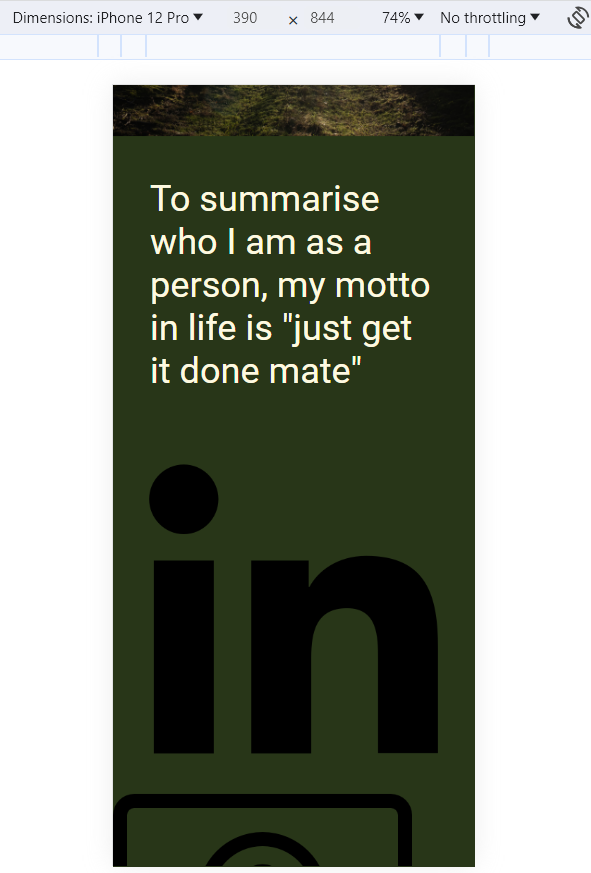 Dimensions: iPhone 12 Pro 390 × 844 74% No throttling
To summarise
who I am as a
person, my motto
in life is "just get
it done mate"
in